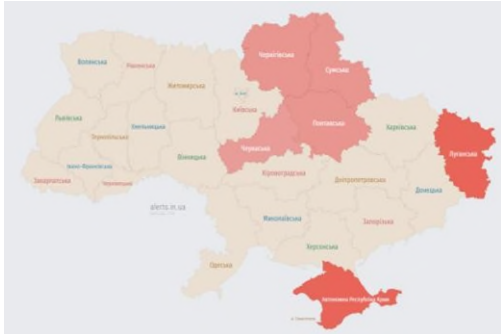 Волинська
Рівненська
Житомирська
Чернігівська
Сумська
Київська
Львівська
Тернопільська
Хмельницька
Полтавська
Харківська
Луганська
Черкаська
Вінницька
Івано-Франківська
Закарпатська
Чернівецька
Кіровоградська
Дніпропетровська
Донецька
alerts.in.ua
Миколаївська
Запорізька
Херсонська
Одеська
Автономна Республіка Крим